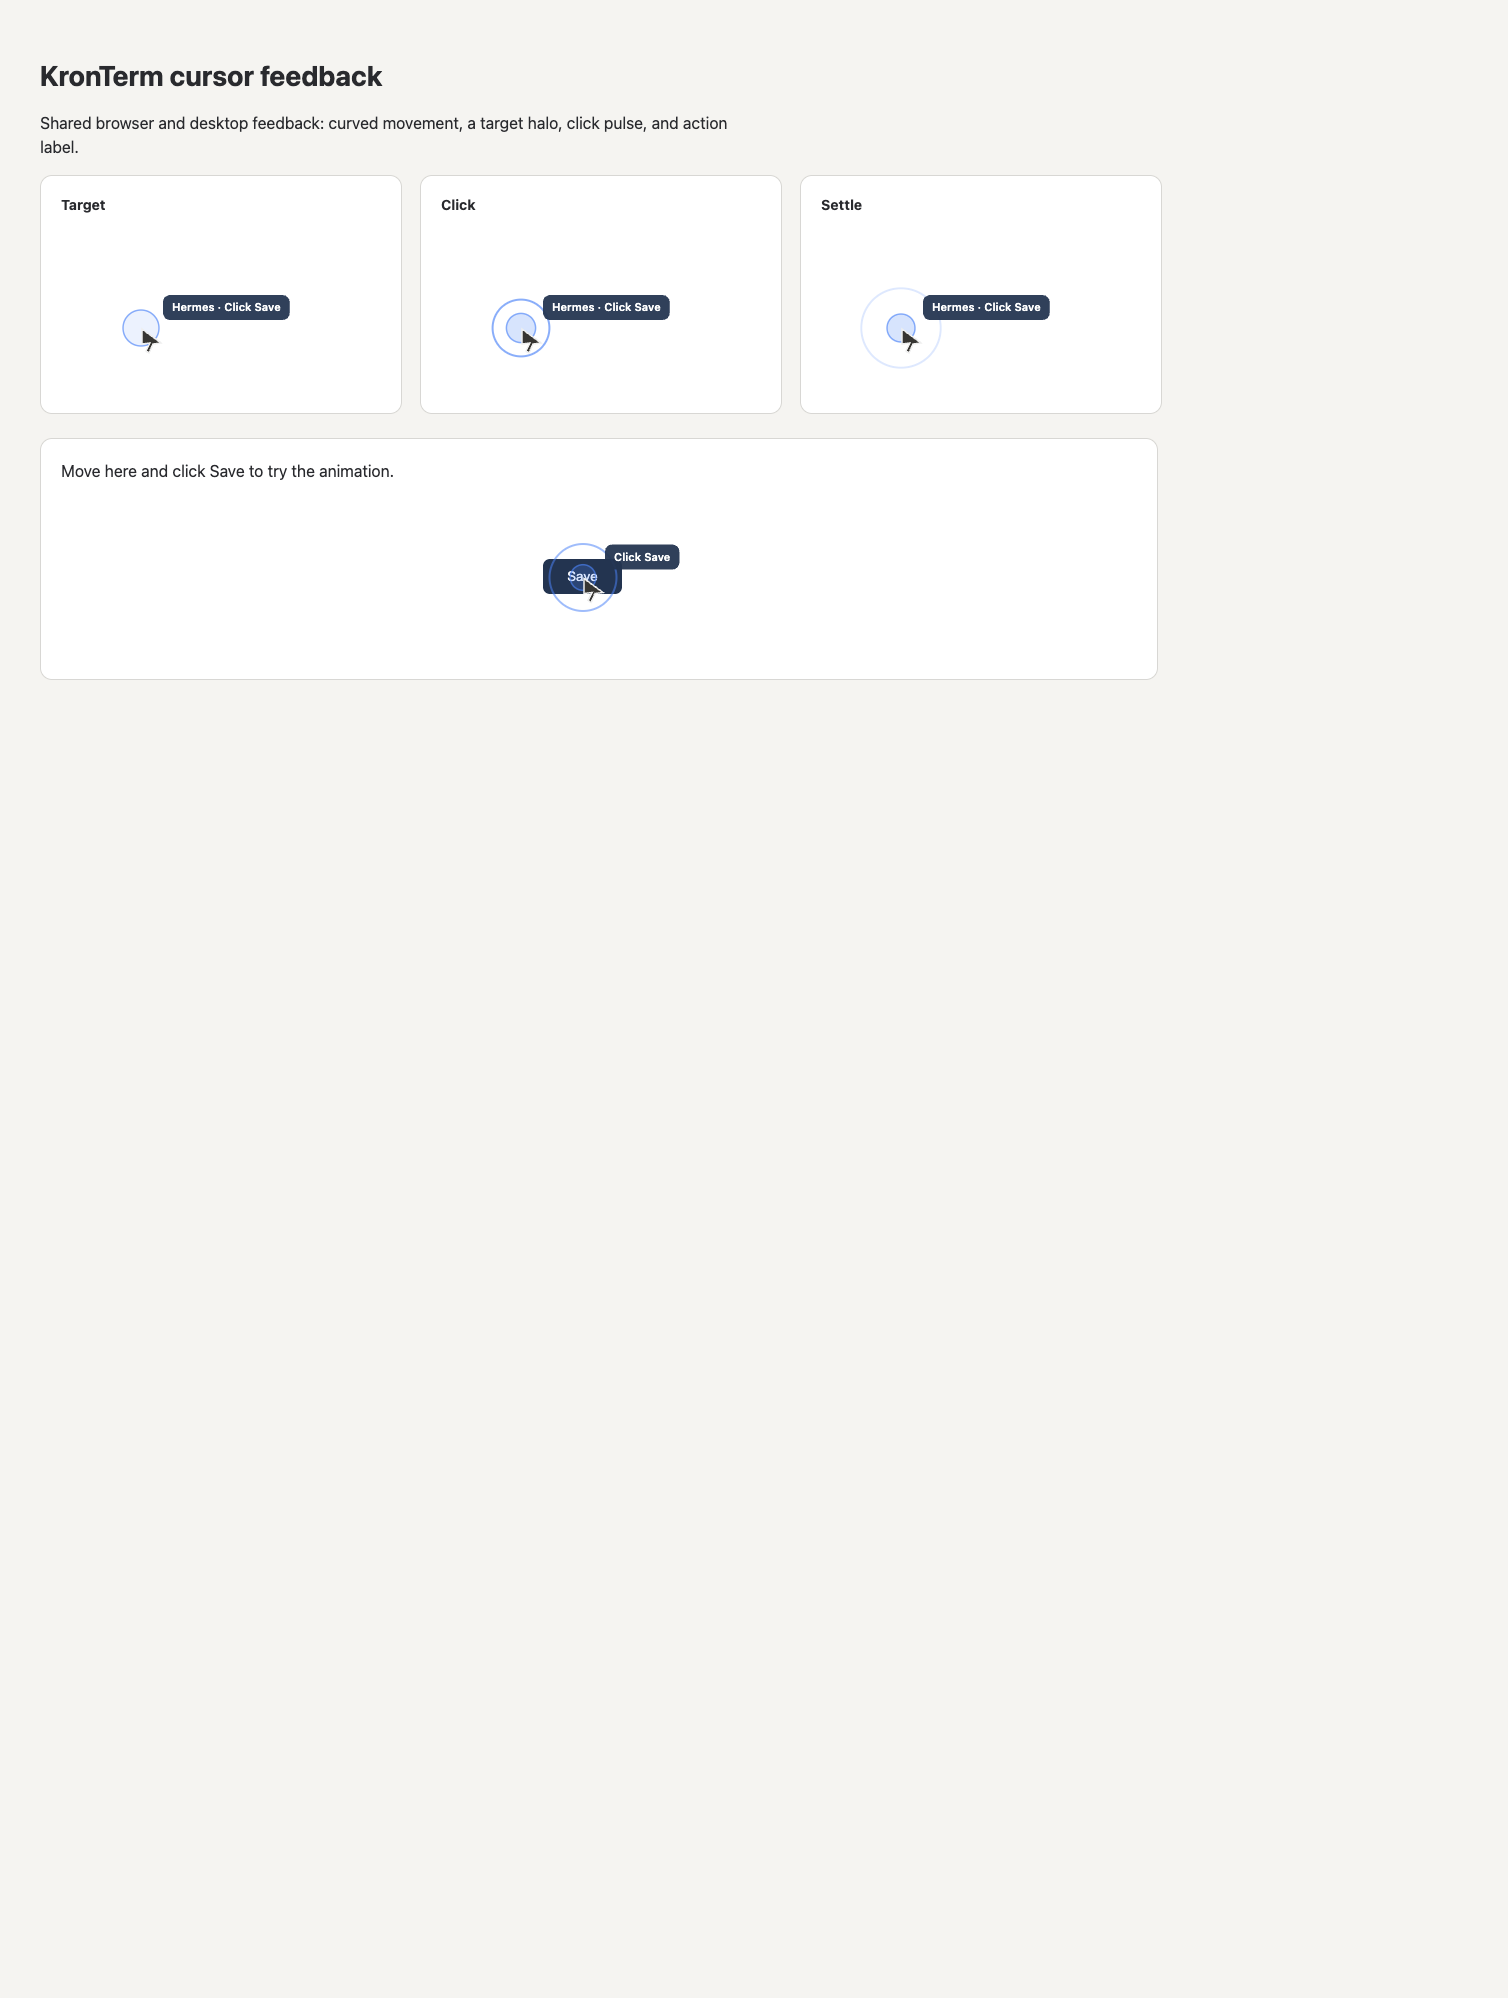 KronTerm cursor feedback
Shared browser and desktop feedback: curved movement, a target halo, click pulse, and action
label.
Target
Hermes · Click Save
Click
Hermes · Click Save
Settle
Hermes · Click Save
Move here and click Save to try the animation.
Click Save
Save